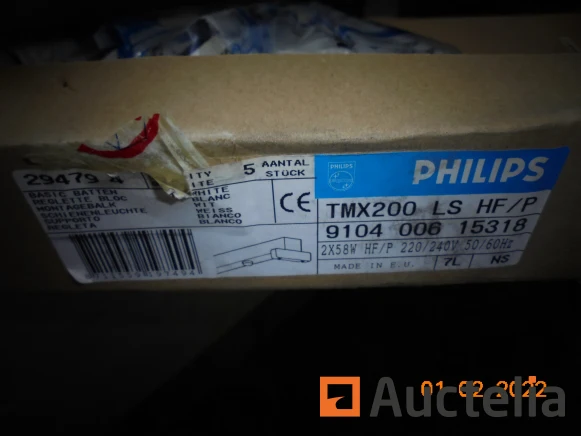 29479
ITY 5 AANTAL
STÜCK
BASIC BATTEN
REGLETTE BLOC
MONTAGEBALK
SCHIENENLEUCHTE
SUPPORTO
REGLETA
WHITE
BLANC
WIT
WEISS
BIANCO
BLANCO
CE
PHILIPS
PHILIPS
TMX200 LS HF/P
9104 006 15318
2X58W HF/P 220/240V 50/60Hz
MADE IN E.U. 7L NS
01-02-2022
Auctelia